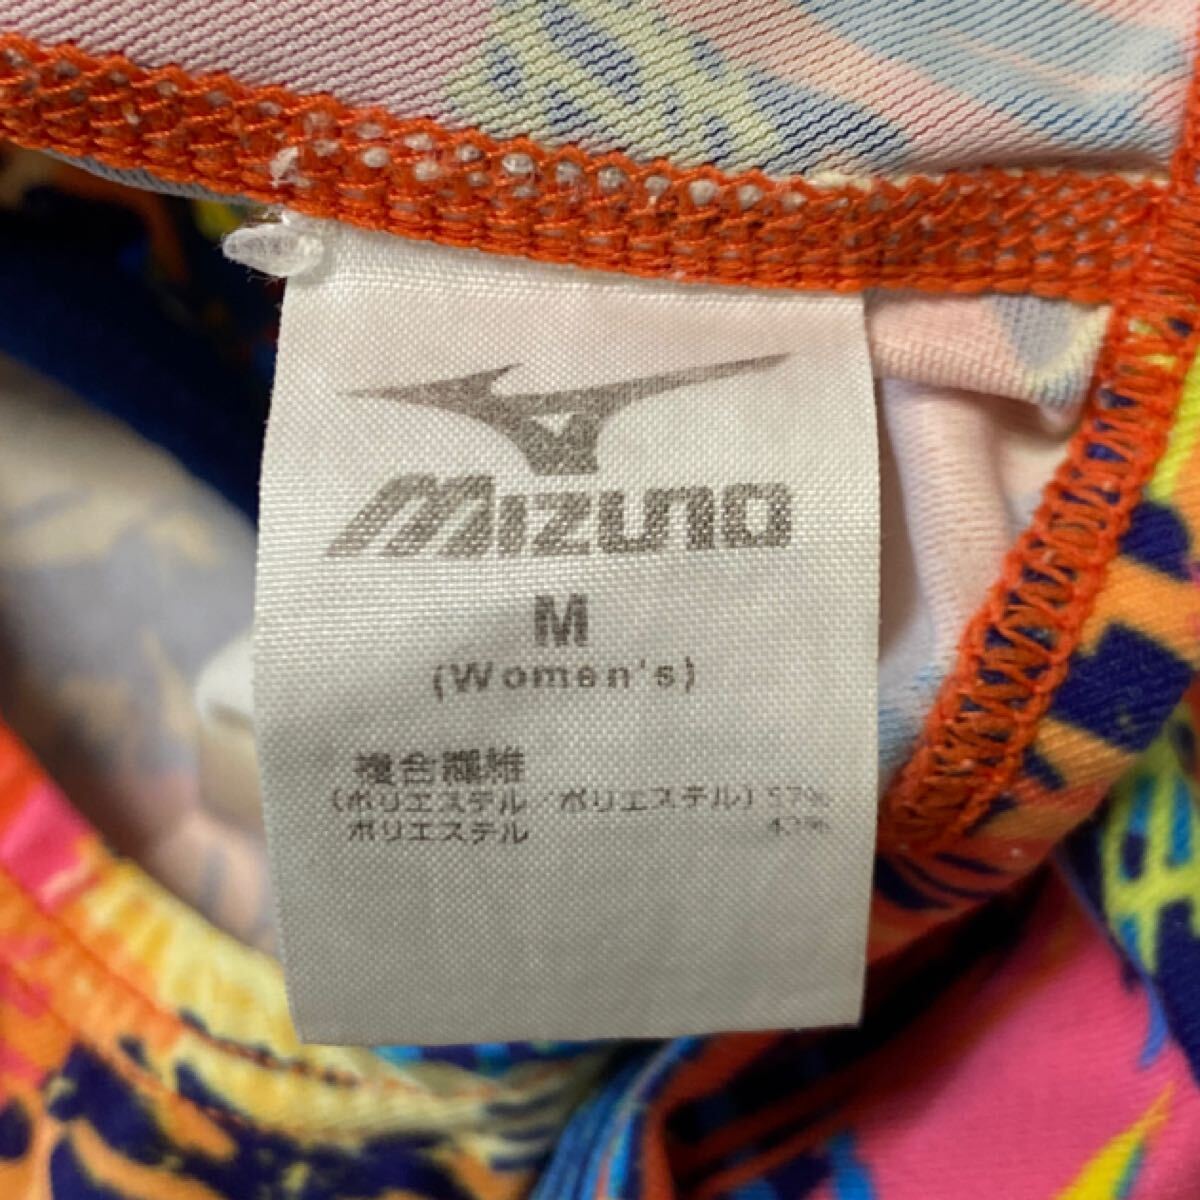 Mizuno
M
(Women's)
複合繊維
(ポリエステル/ポリエステル) 57%
ポリエステル 43%